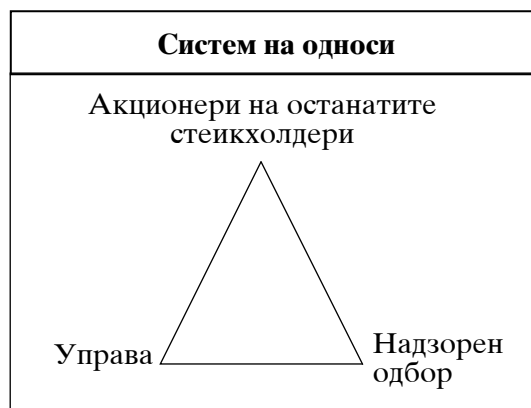 Систем на односи
Акционери на останатите
стеикхолдери
Управа
Надзорен
одбор